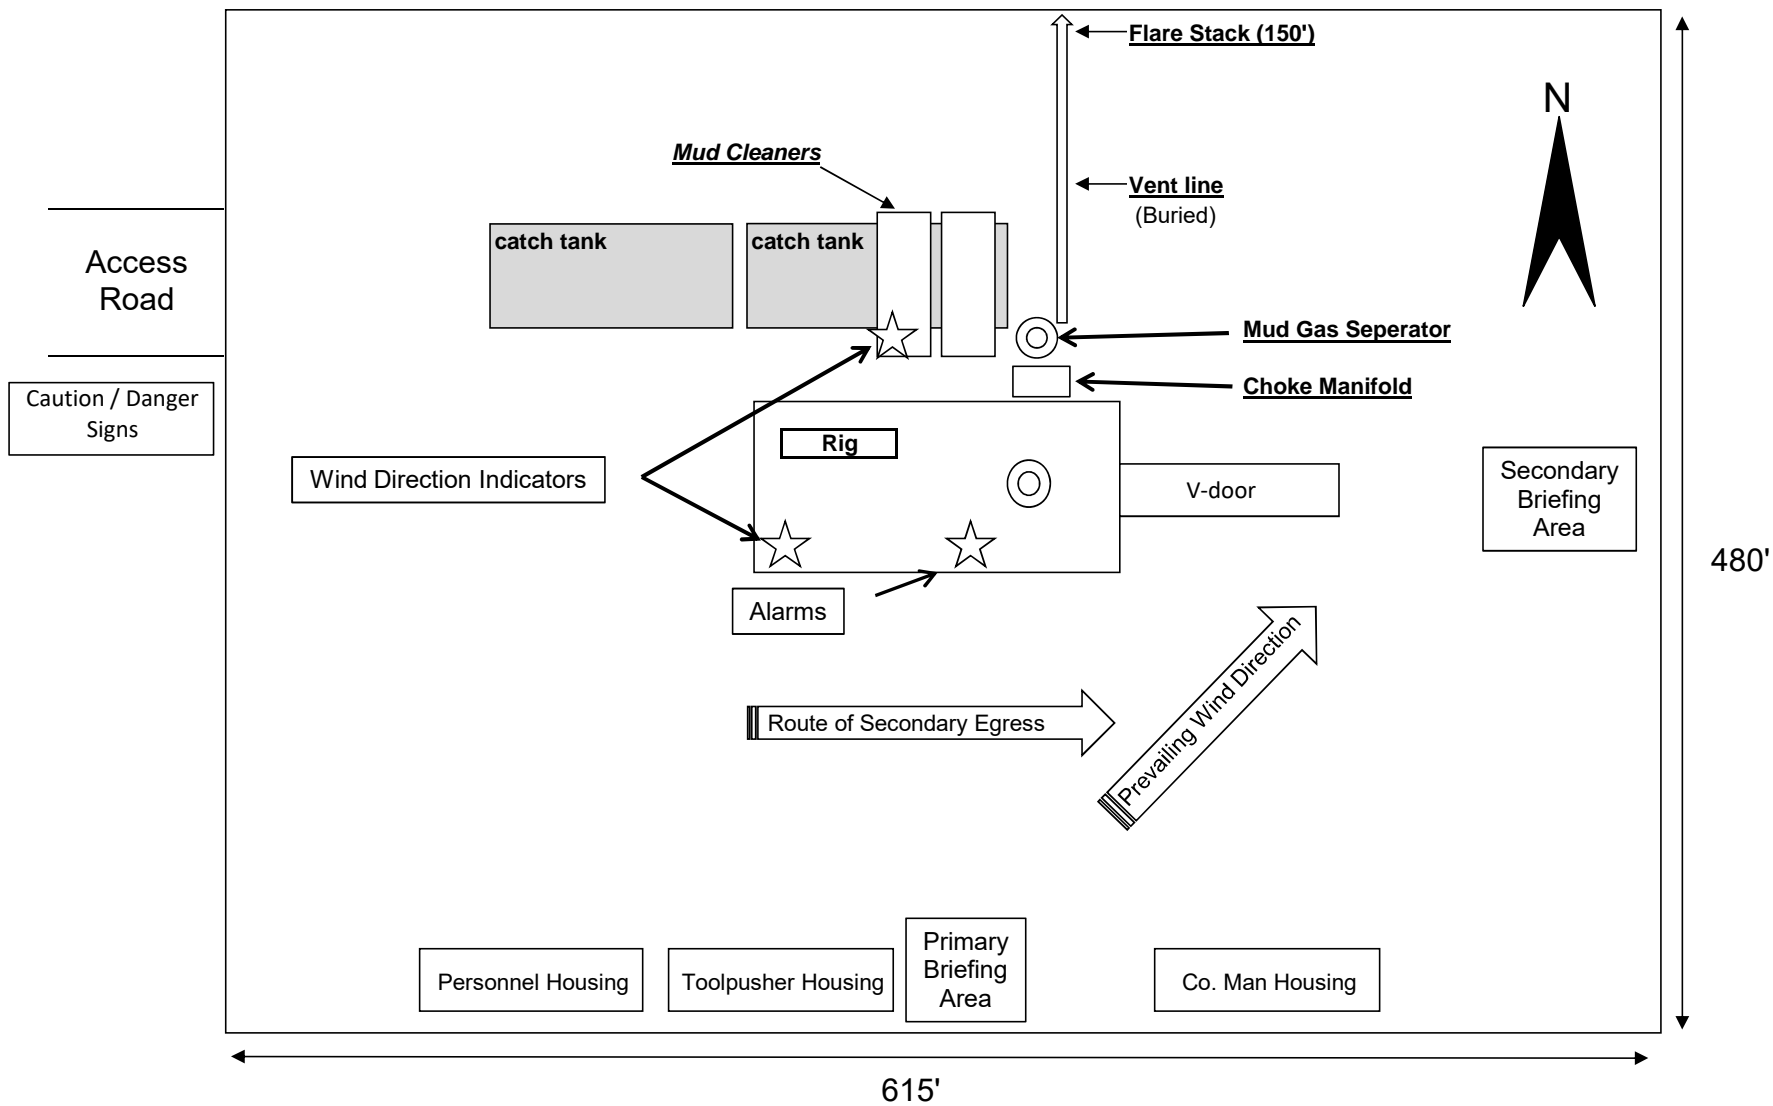 Flare Stack (150')
N
Mud Cleaners
Vent line
(Buried)
catch tank
catch tank
Access
Road
Mud Gas Seperator
Choke Manifold
Caution / Danger
Signs
Rig
Wind Direction Indicators
V-door
Secondary
Briefing
Area
480'
Alarms
Prevailing Wind Direction
Route of Secondary Egress
Personnel Housing
Toolpusher Housing
Primary
Briefing
Area
Co. Man Housing
615'